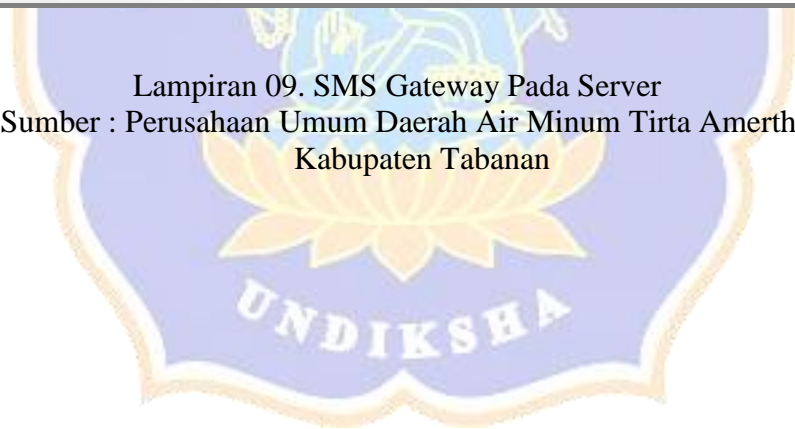 Lampiran 09. SMS Gateway Pada Server
Sumber : Perusahaan Umum Daerah Air Minum Tirta Amerth
Kabupaten Tabanan
UNDIKSHA